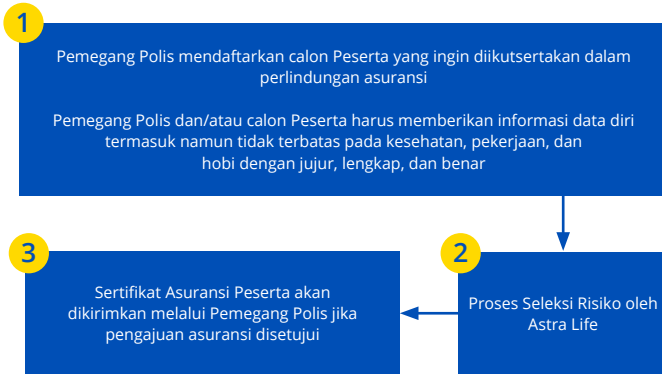 1
Pemegang Polis mendaftarkan calon Peserta yang ingin diikutsertakan dalam
perlindungan asuransi
Pemegang Polis dan/atau calon Peserta harus memberikan informasi data diri
termasuk namun tidak terbatas pada kesehatan, pekerjaan, dan
hobi dengan jujur, lengkap, dan benar
2
Proses Seleksi Risiko oleh
Astra Life
3
Sertifikat Asuransi Peserta akan
dikirimkan melalui Pemegang Polis jika
pengajuan asuransi disetujui